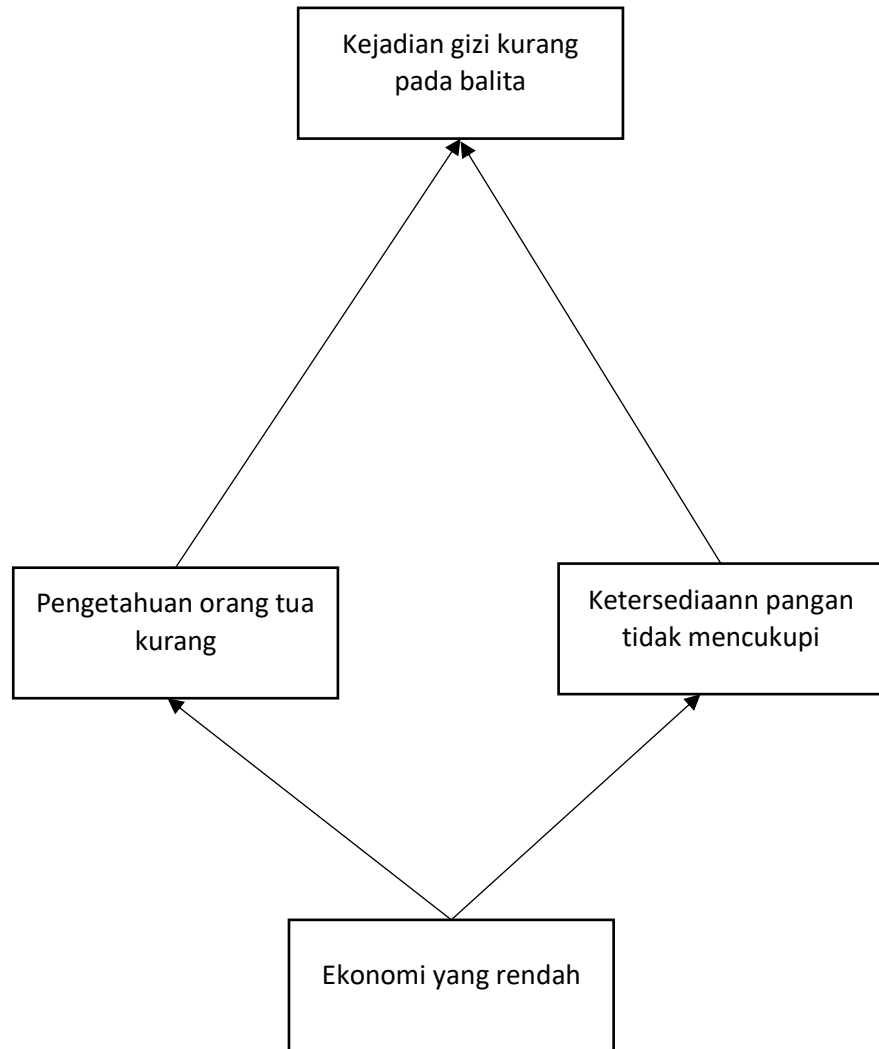 Kejadian gizi kurang
pada balita
Pengetahuan orang tua
kurang
Ketersediaann pangan
tidak mencukupi
Ekonomi yang rendah